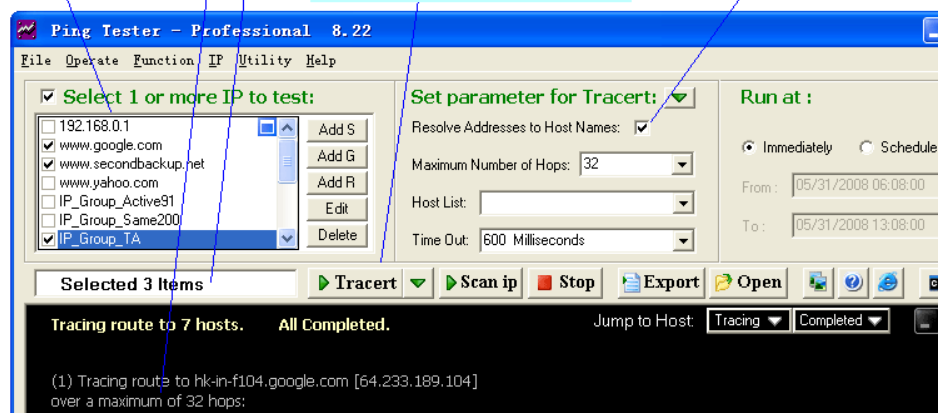 Ping Tester - Professional 8.22
File Operate Function IP Utility Help
Select 1 or more IP to test:
192.168.0.1
www.google.com
www.secondbackup.net
www.yahoo.com
IP_Group_Active91
IP_Group_Same200
IP_Group_TA
Add S
Add G
Add R
Edit
Delete
Set parameter for Tracert:
Resolve Addresses to Host Names:
Maximum Number of Hops: 32
Host List:
Time Out: 600 Milliseconds
Run at :
Immediately Schedule
From : 05/31/2008 06:08:00
To : 05/31/2008 13:08:00
Selected 3 Items Tracert Scan ip Stop Export Open
Tracing route to 7 hosts. All Completed. Jump to Host: Tracing Completed
(1) Tracing route to hk-in-f104.google.com [64.233.189.104]
over a maximum of 32 hops: